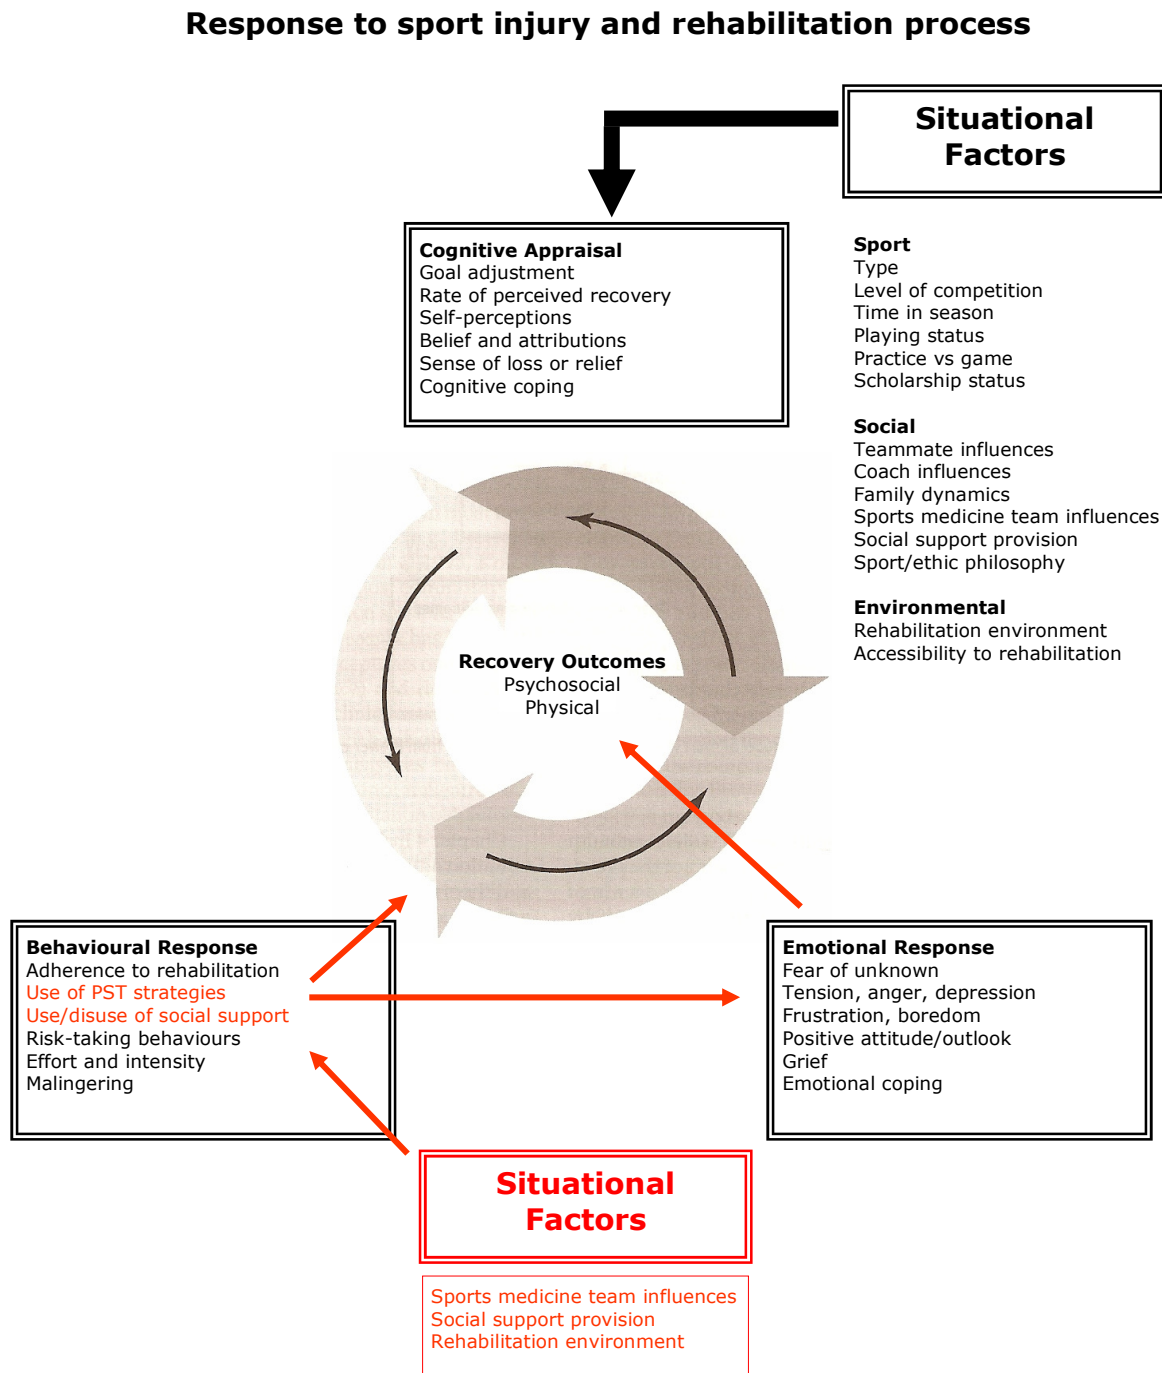 Response to sport injury and rehabilitation process
Situational
Factors
Cognitive Appraisal
Goal adjustment
Rate of perceived recovery
Self-perceptions
Belief and attributions
Sense of loss or relief
Cognitive coping
Sport
Type
Level of competition
Time in season
Playing status
Practice vs game
Scholarship status
Social
Teammate influences
Coach influences
Family dynamics
Sports medicine team influences
Social support provision
Sport/ethic philosophy
Environmental
Rehabilitation environment
Accessibility to rehabilitation
Recovery Outcomes
Psychosocial
Physical
Behavioural Response
Adherence to rehabilitation
Use of PST strategies
Use/disuse of social support
Risk-taking behaviours
Effort and intensity
Malingering
Emotional Response
Fear of unknown
Tension, anger, depression
Frustration, boredom
Positive attitude/outlook
Grief
Emotional coping
Situational
Factors
Sports medicine team influences
Social support provision
Rehabilitation environment